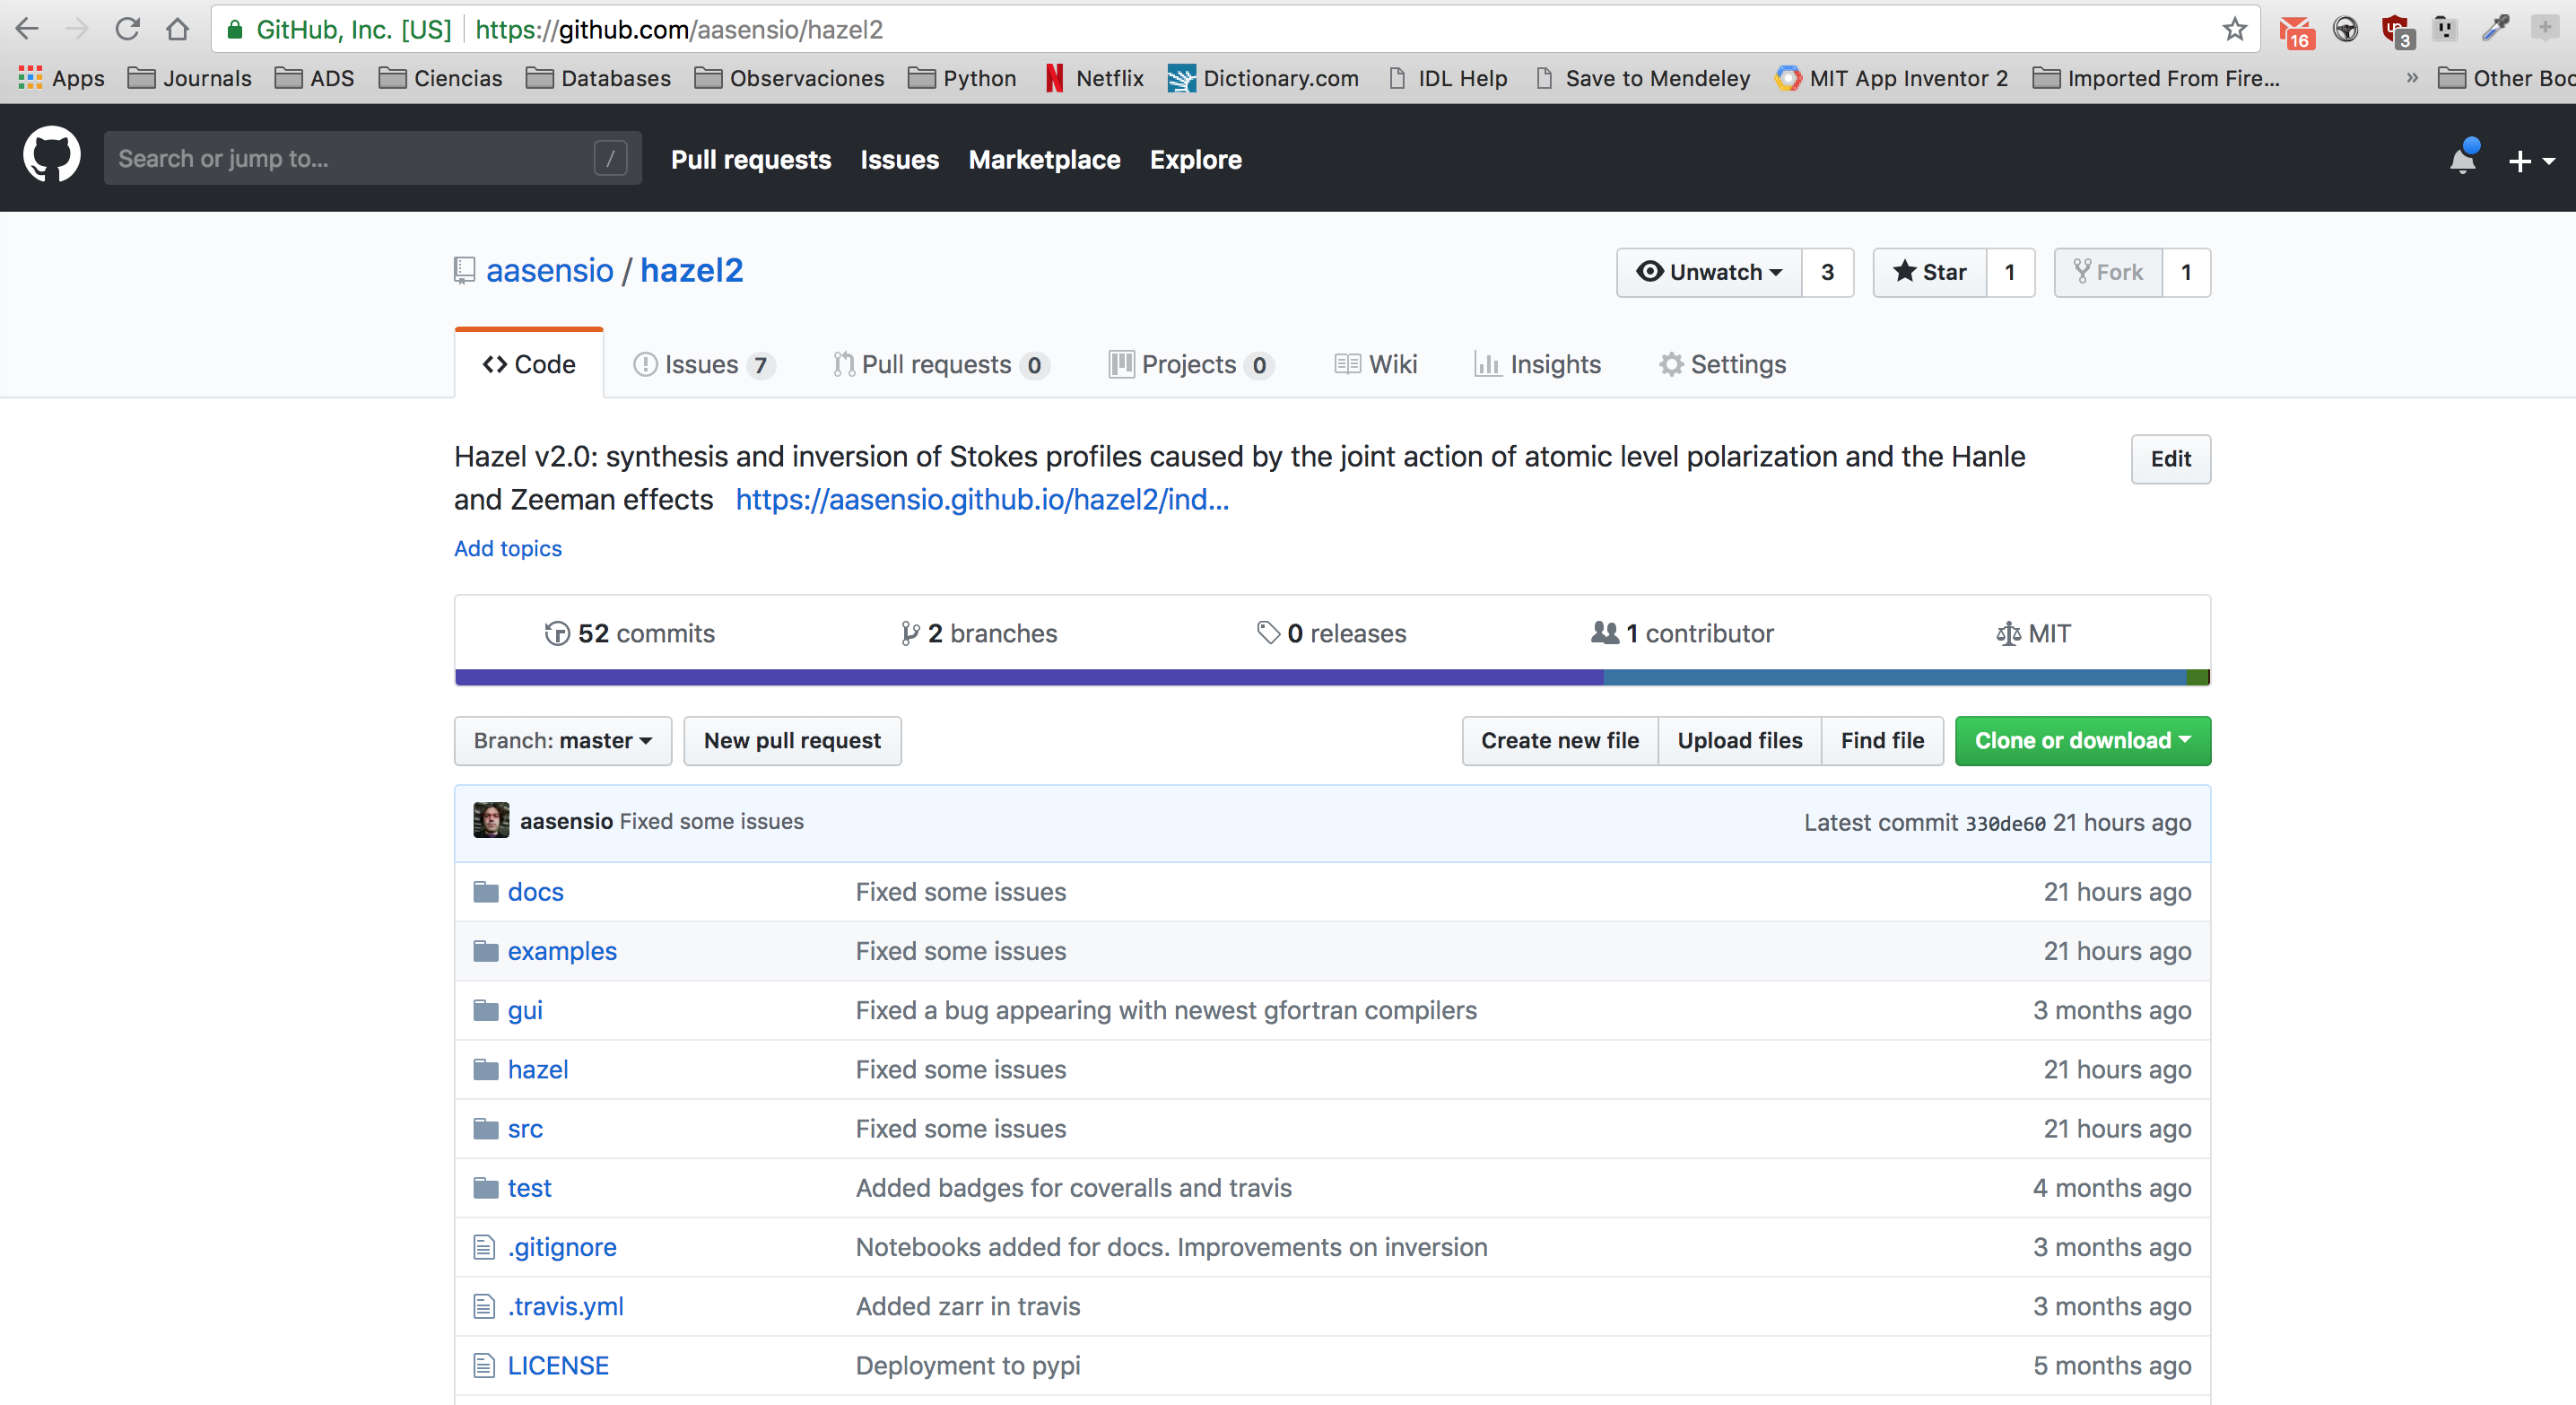 GitHub, Inc. [US] https://github.com/aasensio/hazel2 16 3
Apps Journals ADS Ciencias Databases Observaciones Python Netflix Dictionary.com IDL Help Save to Mendeley MIT App Inventor 2 Imported From Fire... » Other Boo
Search or jump to... / Pull requests Issues Marketplace Explore
aasensio / hazel2 Unwatch 3 Star 1 Fork 1
Code Issues 7 Pull requests 0 Projects 0 Wiki Insights Settings
Hazel v2.0: synthesis and inversion of Stokes profiles caused by the joint action of atomic level polarization and the Hanle Edit
and Zeeman effects https://aasensio.github.io/hazel2/ind...
Add topics
52 commits 2 branches 0 releases 1 contributor MIT
Branch: master New pull request Create new file Upload files Find file Clone or download
aasensio Fixed some issues Latest commit 330de60 21 hours ago
docs Fixed some issues 21 hours ago
examples Fixed some issues 21 hours ago
gui Fixed a bug appearing with newest gfortran compilers 3 months ago
hazel Fixed some issues 21 hours ago
src Fixed some issues 21 hours ago
test Added badges for coveralls and travis 4 months ago
.gitignore Notebooks added for docs. Improvements on inversion 3 months ago
.travis.yml Added zarr in travis 3 months ago
LICENSE Deployment to pypi 5 months ago